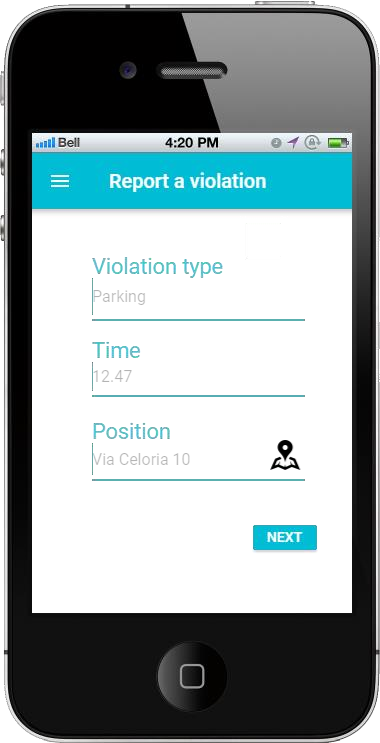 Bell
4:20 PM
Report a violation
Violation type
Parking
Time
12.47
Position
Via Celoria 10
NEXT